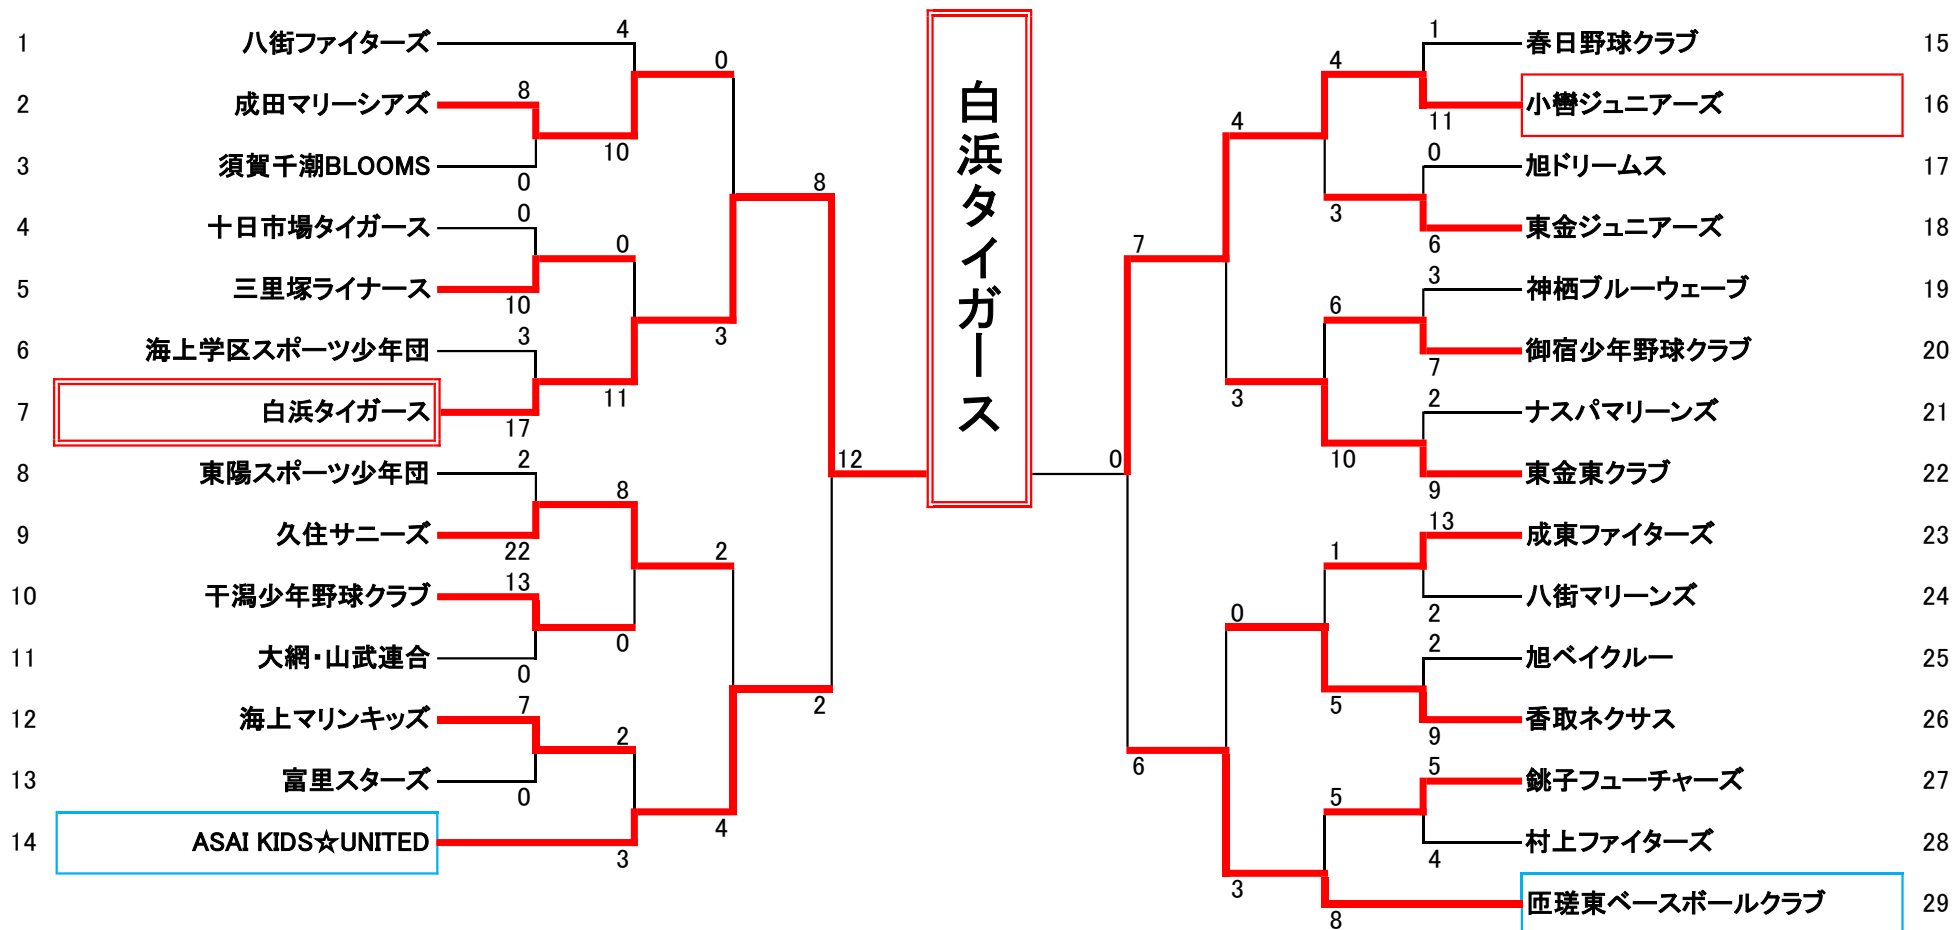 白浜タイガース
1 八街ファイターズ 4
0
2 成田マリーシアズ 8
10
3 須賀千潮BLOOMS 0
8
4 十日市場タイガース 0
0
5 三里塚ライナース 10
3
6 海上学区スポーツ少年団 3
11
7 白浜タイガース 17
12
8 東陽スポーツ少年団 2
8
9 久住サニーズ 22
2
10 干潟少年野球クラブ 13
0
11 大網・山武連合 0
2
12 海上マリンキッズ 7
2
13 富里スターズ 0
4
14 ASAI KIDS☆UNITED 3
1 春日野球クラブ 15
4
11 小轡ジュニアーズ 16
4
0 旭ドリームス 17
3
6 東金ジュニアーズ 18
7
3 神栖ブルーウェーブ 19
6
7 御宿少年野球クラブ 20
3
2 ナスパマリーンズ 21
10
9 東金東クラブ 22
0
13 成東ファイターズ 23
1
2 八街マリーンズ 24
0
2 旭ベイクルー 25
5
9 香取ネクサス 26
6
5 銚子フューチャーズ 27
5
4 村上ファイターズ 28
3
8 匝瑳東ベースボールクラブ 29